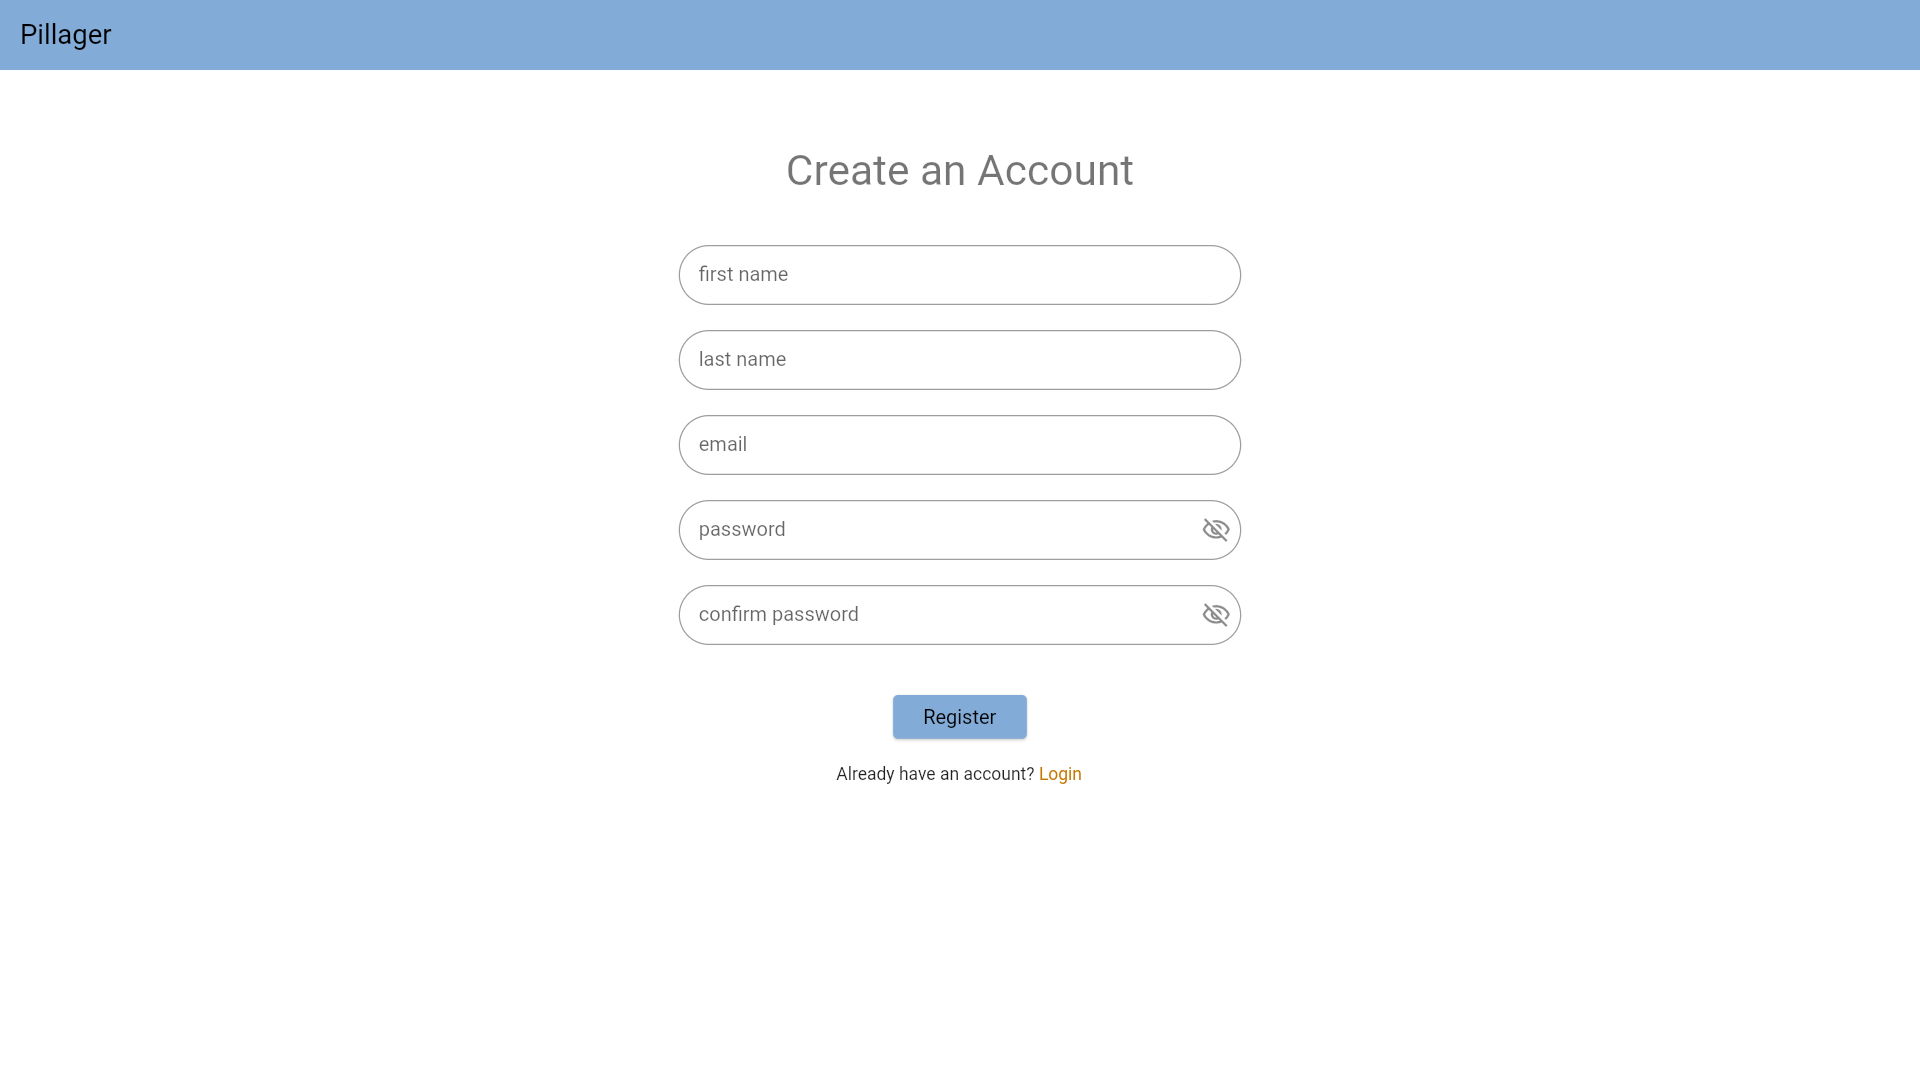 Pillager
Create an Account
first name
last name
email
password
confirm password
Register
Already have an account? Login